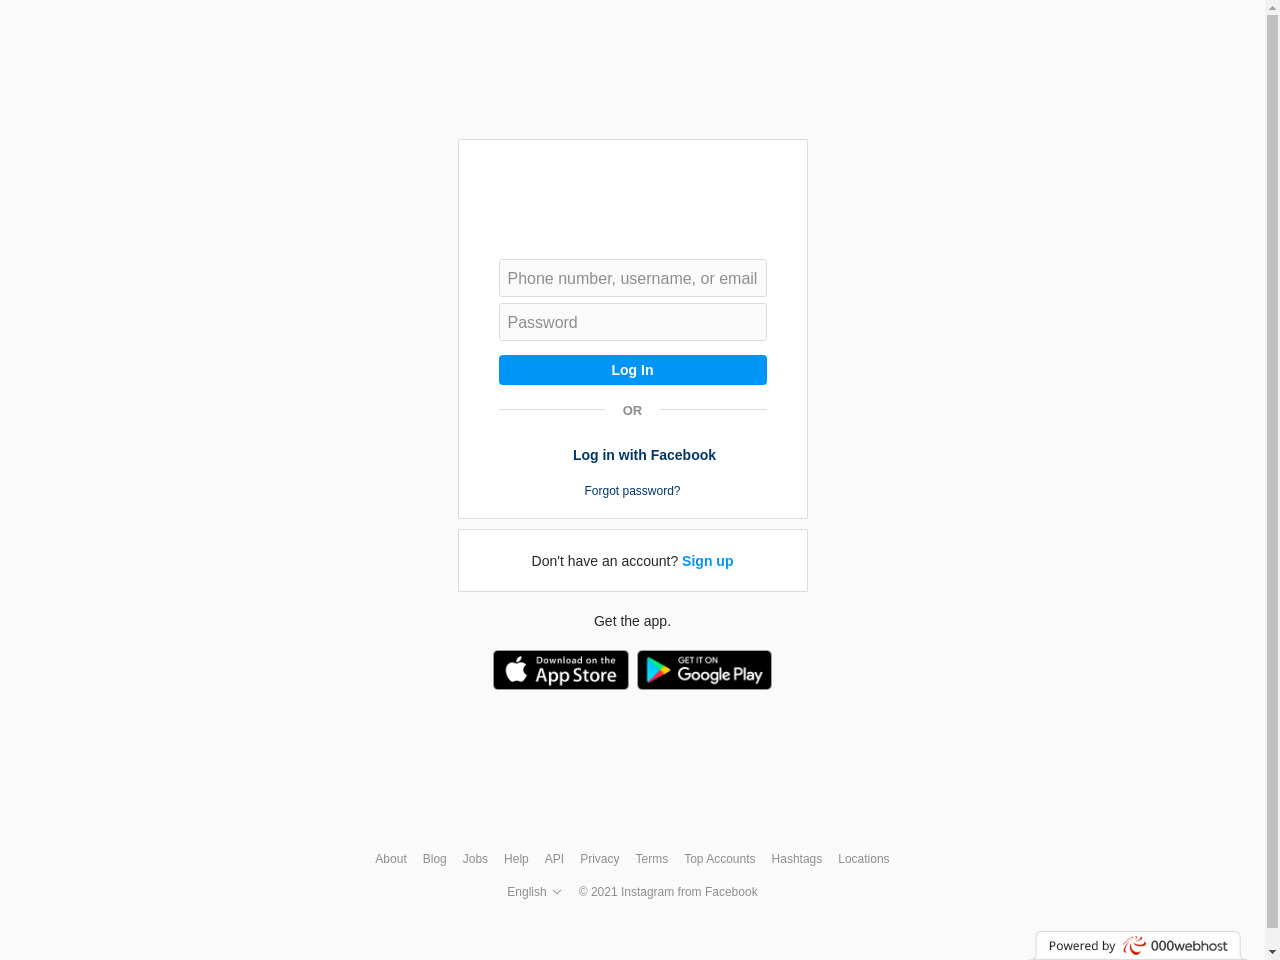 Phone number, username, or email
Password
Log In
OR
Log in with Facebook
Forgot password?
Don't have an account? Sign up
Get the app.
Download on the App Store
GET IT ON Google Play
About Blog Jobs Help API Privacy Terms Top Accounts Hashtags Locations
English © 2021 Instagram from Facebook
Powered by 000webhost